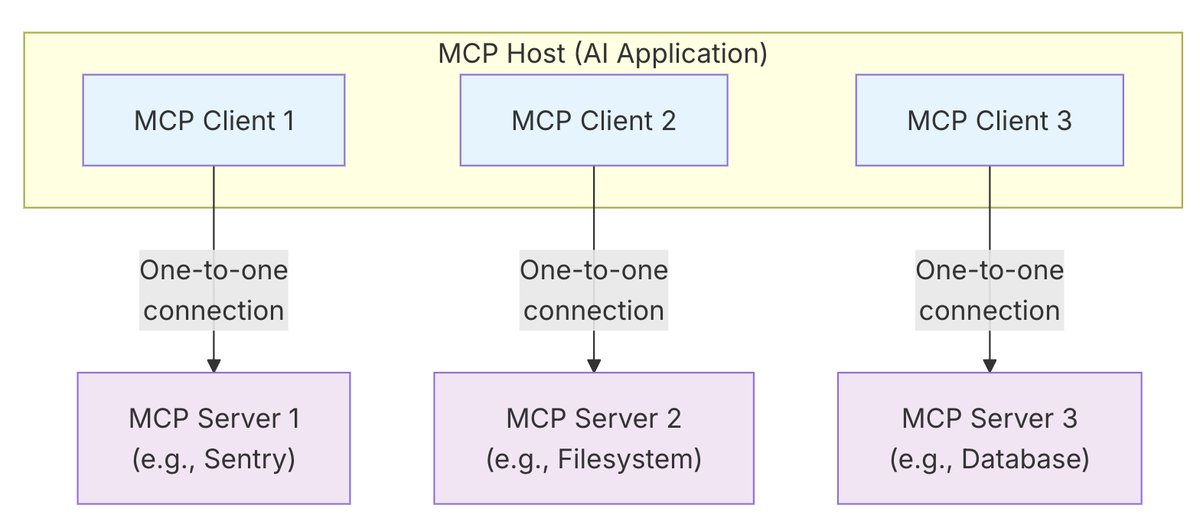 MCP Host (AI Application)
MCP Client 1
MCP Client 2
MCP Client 3
One-to-one
connection
One-to-one
connection
One-to-one
connection
MCP Server 1
(e.g., Sentry)
MCP Server 2
(e.g., Filesystem)
MCP Server 3
(e.g., Database)